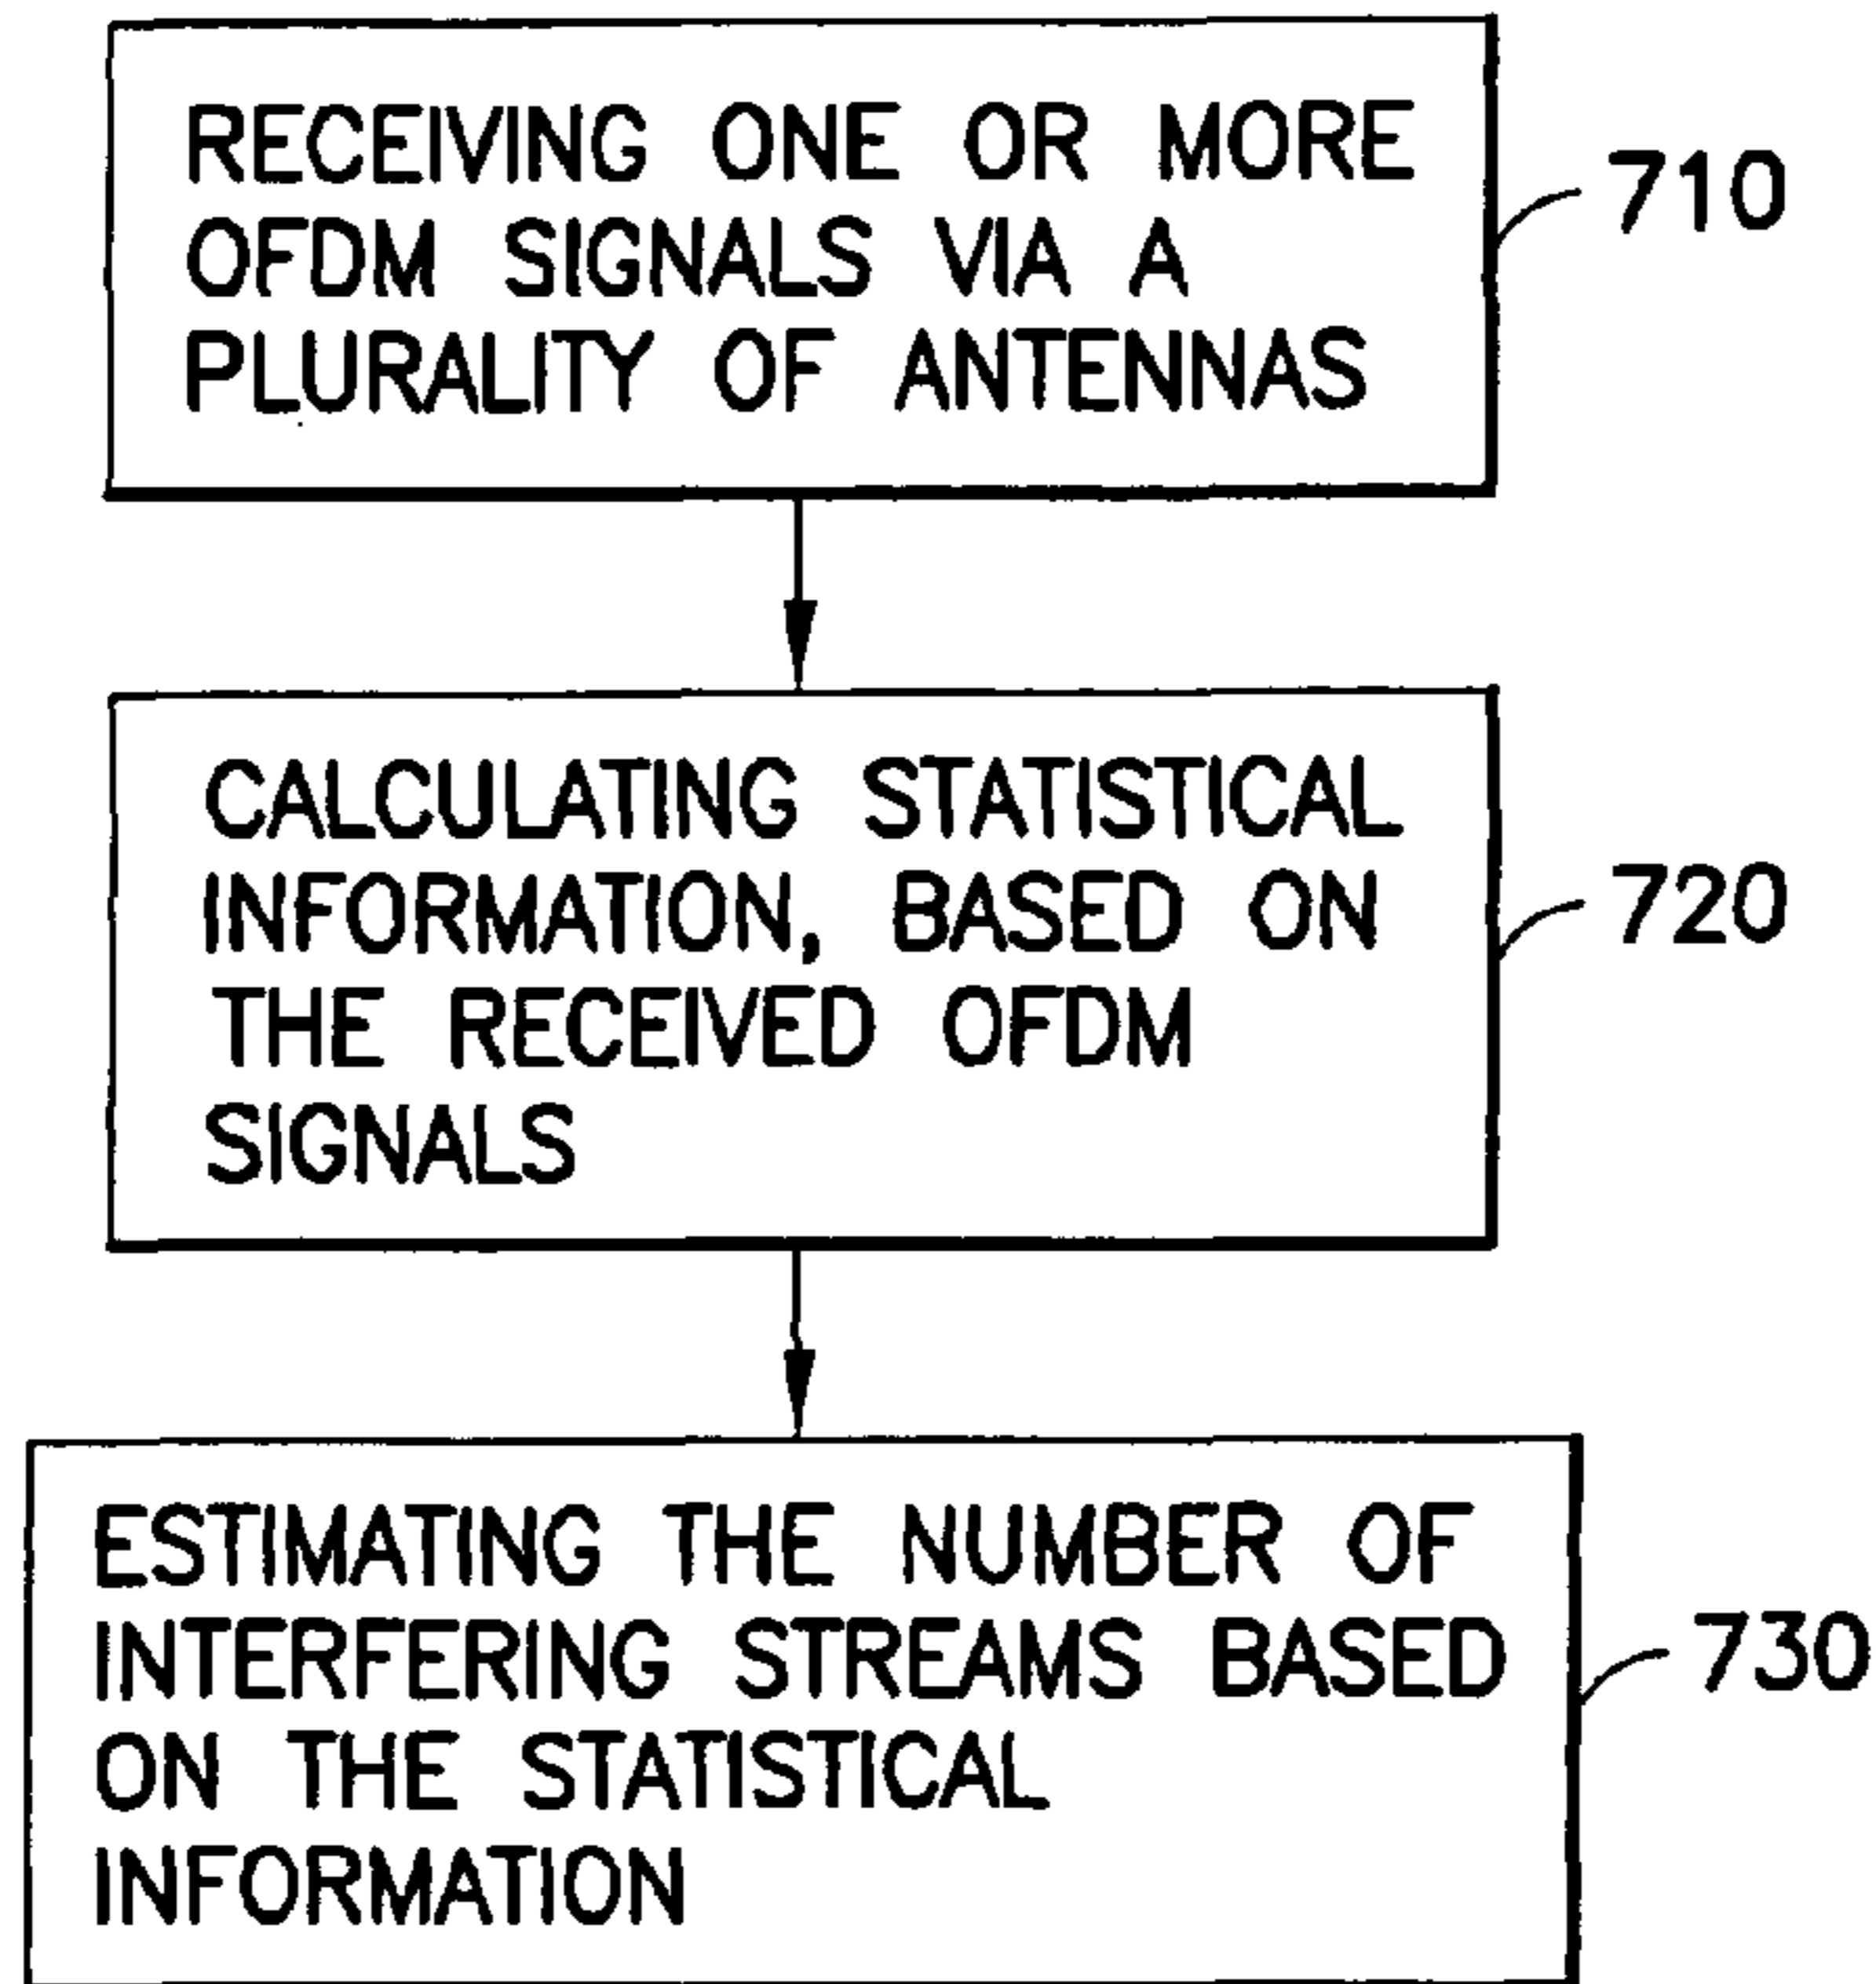 RECEIVING ONE OR MORE
OFDM SIGNALS VIA A
PLURALITY OF ANTENNAS
710
CALCULATING STATISTICAL
INFORMATION, BASED ON
THE RECEIVED OFDM
SIGNALS
720
ESTIMATING THE NUMBER OF
INTERFERING STREAMS BASED
ON THE STATISTICAL
INFORMATION
730